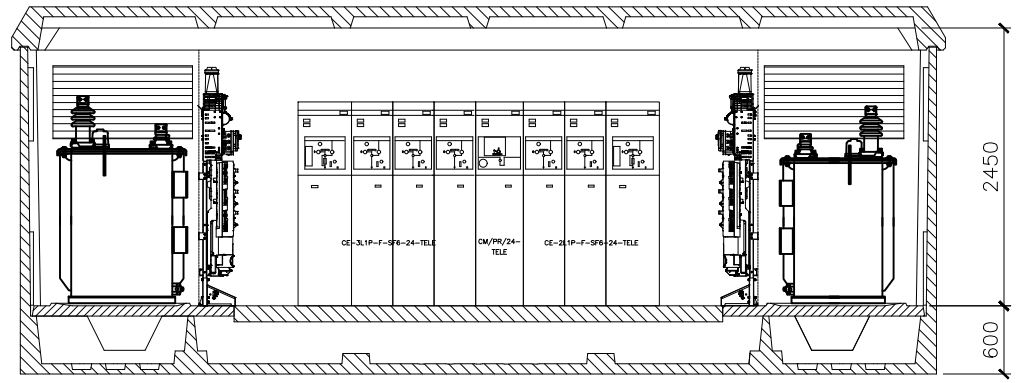 CE-3L1P-F-SF6-24-TELE
CM/PR/24-
TELE
CE-2L1P-F-SF6-24-TELE
2450
600